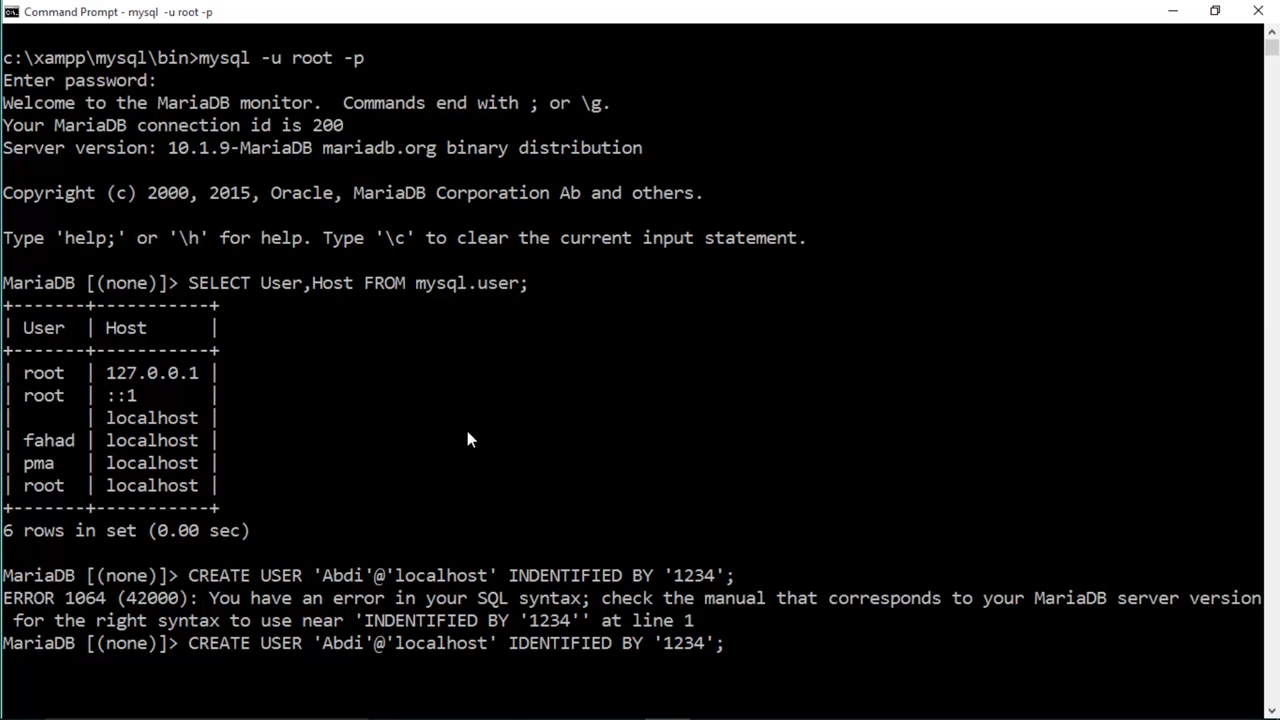 Command Prompt - mysql -u root -p
c:\xampp\mysql\bin>mysql -u root -p
Enter password:
Welcome to the MariaDB monitor.  Commands end with ; or \g.
Your MariaDB connection id is 200
Server version: 10.1.9-MariaDB mariadb.org binary distribution
Copyright (c) 2000, 2015, Oracle, MariaDB Corporation Ab and others.
Type 'help;' or '\h' for help. Type '\c' to clear the current input statement.
MariaDB [(none)]> SELECT User,Host FROM mysql.user;
+-------+-----------+
| User  | Host      |
+-------+-----------+
| root  | 127.0.0.1 |
| root  | ::1       |
|       | localhost |
| fahad | localhost |
| pma   | localhost |
| root  | localhost |
+-------+-----------+
6 rows in set (0.00 sec)
MariaDB [(none)]> CREATE USER 'Abdi'@'localhost' INDENTIFIED BY '1234';
ERROR 1064 (42000): You have an error in your SQL syntax; check the manual that corresponds to your MariaDB server version
 for the right syntax to use near 'INDENTIFIED BY '1234'' at line 1
MariaDB [(none)]> CREATE USER 'Abdi'@'localhost' IDENTIFIED BY '1234';